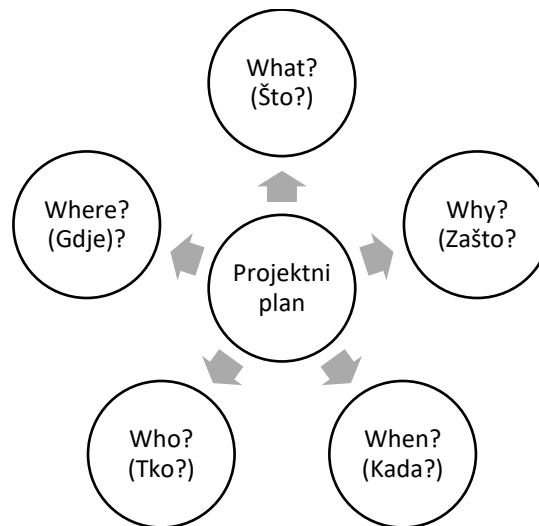 What?
(Što?)
Where?
(Gdje)?
Why?
(Zašto?
Projektni
plan
Who?
(Tko?)
When?
(Kada?)